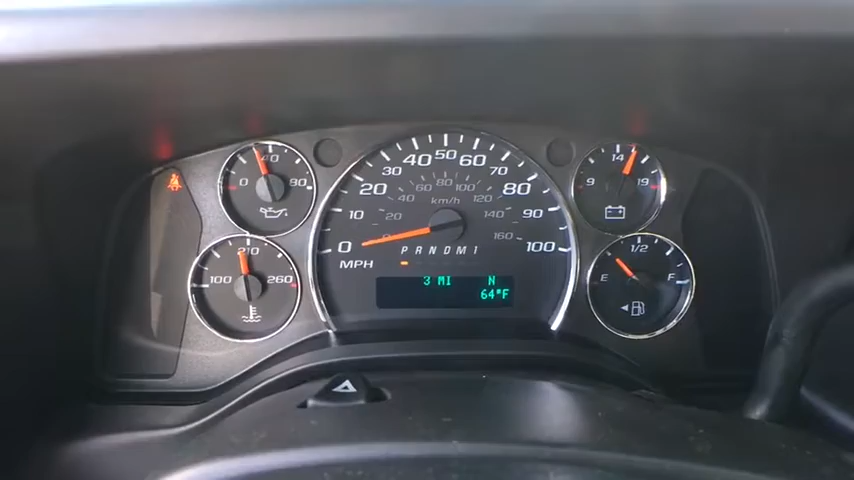 0 40 80
100 210 260
0 10 20 30 40 50 60 70 80 90 100
MPH
20 40 60 80 100 120 140 160
km/h
P R N D M 1
3 MI N
64°F
9 14 19
E 1/2 F